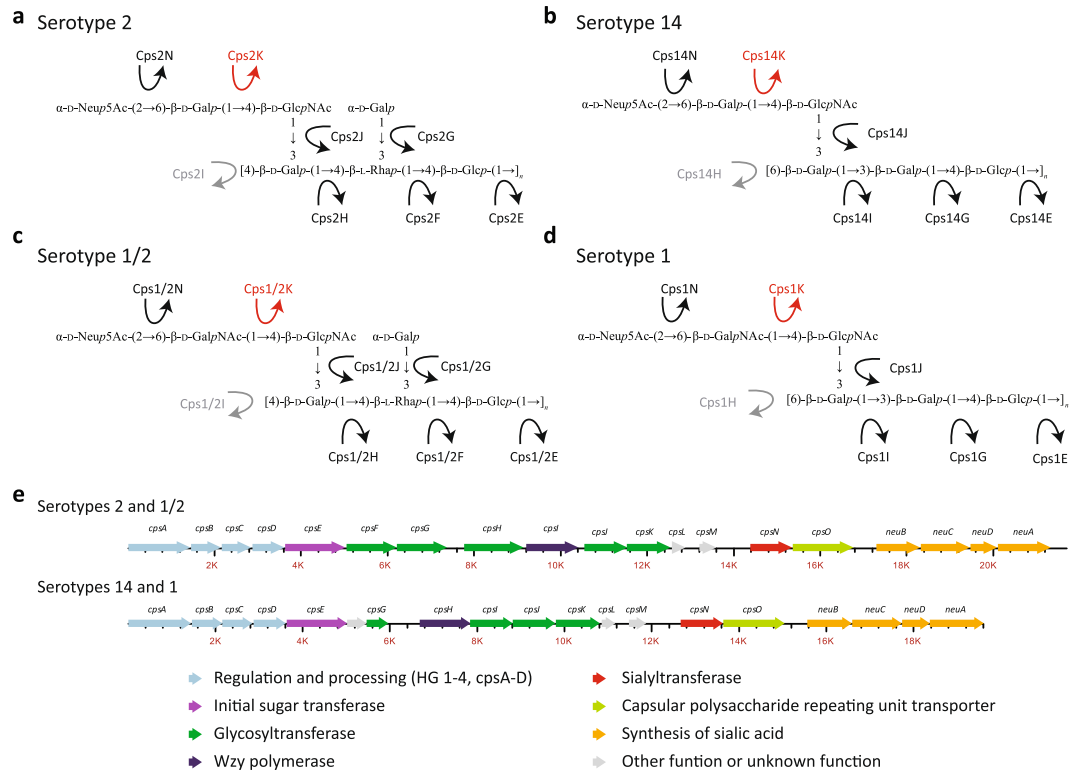 a Serotype 2
Cps2N Cps2K
α-D-Neup5Ac-(2→6)-β-D-Galp-(1→4)-β-D-GlcpNAc α-D-Galp
1 1
↓ Cps2J ↓ Cps2G
3 3
Cps2I [4)-β-D-Galp-(1→4)-β-L-Rhap-(1→4)-β-D-Glcp-(1→]n
Cps2H Cps2F Cps2E
b Serotype 14
Cps14N Cps14K
α-D-Neup5Ac-(2→6)-β-D-Galp-(1→4)-β-D-GlcpNAc
1
↓ Cps14J
3
Cps14H [6)-β-D-Galp-(1→3)-β-D-Galp-(1→4)-β-D-Glcp-(1→]n
Cps14I Cps14G Cps14E
c Serotype 1/2
Cps1/2N Cps1/2K
α-D-Neup5Ac-(2→6)-β-D-GalpNAc-(1→4)-β-D-GlcpNAc α-D-Galp
1 1
↓ Cps1/2J ↓ Cps1/2G
3 3
Cps1/2I [4)-β-D-Galp-(1→4)-β-L-Rhap-(1→4)-β-D-Glcp-(1→]n
Cps1/2H Cps1/2F Cps1/2E
d Serotype 1
Cps1N Cps1K
α-D-Neup5Ac-(2→6)-β-D-GalpNAc-(1→4)-β-D-GlcpNAc
1
↓ Cps1J
3
Cps1H [6)-β-D-Galp-(1→3)-β-D-Galp-(1→4)-β-D-Glcp-(1→]n
Cps1I Cps1G Cps1E
e
Serotypes 2 and 1/2
cpsA cpsB cpsC cpsD cpsE cpsF cpsG cpsH cpsI cpsJ cpsK cpsL cpsM cpsN cpsO neuB neuC neuD neuA
2K 4K 6K 8K 10K 12K 14K 16K 18K 20K
Serotypes 14 and 1
cpsA cpsB cpsC cpsD cpsE cpsG cpsH cpsI cpsJ cpsK cpsL cpsM cpsN cpsO neuB neuC neuD neuA
2K 4K 6K 8K 10K 12K 14K 16K 18K
Regulation and processing (HG 1-4, cpsA-D)
Initial sugar transferase
Glycosyltransferase
Wzy polymerase
Sialyltransferase
Capsular polysaccharide repeating unit transporter
Synthesis of sialic acid
Other funtion or unknown function